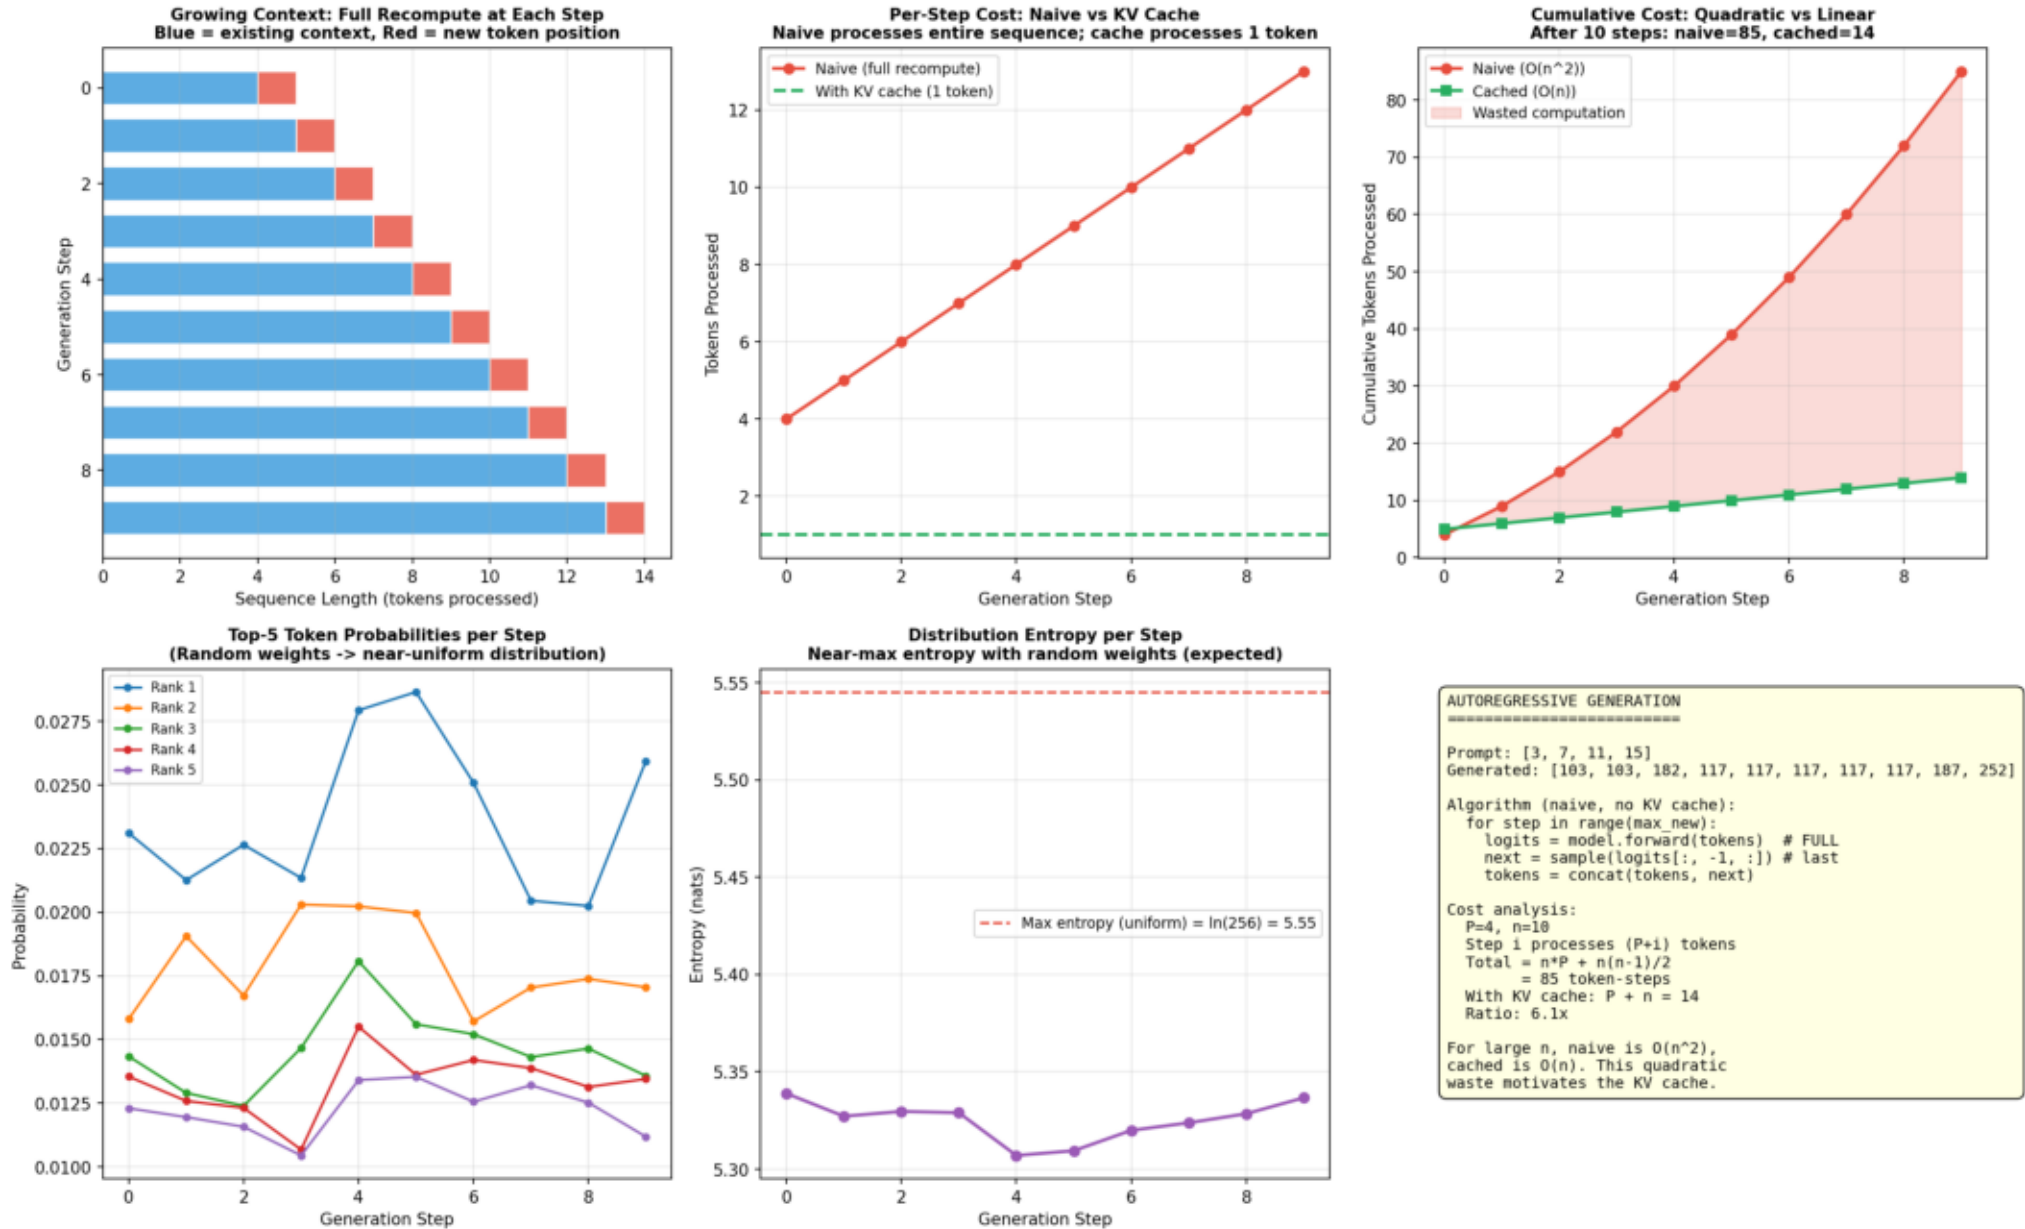 Growing Context: Full Recompute at Each Step
Blue = existing context, Red = new token position
0
2
4
6
8
Generation Step
0 2 4 6 8 10 12 14
Sequence Length (tokens processed)
Per-Step Cost: Naive vs KV Cache
Naive processes entire sequence; cache processes 1 token
Naive (full recompute)
With KV cache (1 token)
12
10
8
6
4
2
Tokens Processed
0 2 4 6 8
Generation Step
Cumulative Cost: Quadratic vs Linear
After 10 steps: naive=85, cached=14
Naive (O(n^2))
Cached (O(n))
Wasted computation
80
70
60
50
40
30
20
10
0
Cumulative Tokens Processed
0 2 4 6 8
Generation Step
Top-5 Token Probabilities per Step
(Random weights -> near-uniform distribution)
Rank 1
Rank 2
Rank 3
Rank 4
Rank 5
0.0275
0.0250
0.0225
0.0200
0.0175
0.0150
0.0125
0.0100
Probability
0 2 4 6 8
Generation Step
Distribution Entropy per Step
Near-max entropy with random weights (expected)
5.55
5.50
5.45
5.40
5.35
5.30
Entropy (nats)
Max entropy (uniform) = ln(256) = 5.55
0 2 4 6 8
Generation Step
AUTOREGRESSIVE GENERATION
=========================
Prompt: [3, 7, 11, 15]
Generated: [103, 103, 182, 117, 117, 117, 117, 117, 187, 252]
Algorithm (naive, no KV cache):
for step in range(max_new):
logits = model.forward(tokens) # FULL
next = sample(logits[:, -1, :]) # last
tokens = concat(tokens, next)
Cost analysis:
P=4, n=10
Step i processes (P+i) tokens
Total = n*P + n(n-1)/2
= 85 token-steps
With KV cache: P + n = 14
Ratio: 6.1x
For large n, naive is O(n^2),
cached is O(n). This quadratic
waste motivates the KV cache.